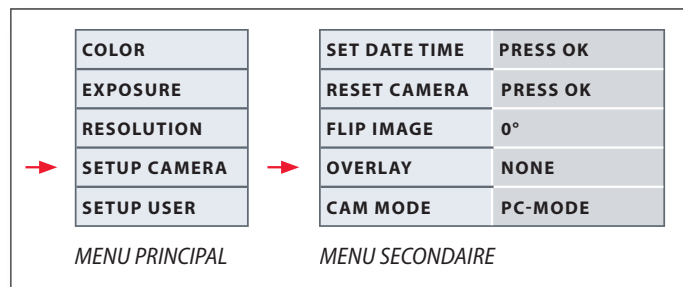 COLOR
EXPOSURE
RESOLUTION
SETUP CAMERA
SETUP USER
MENU PRINCIPAL
SET DATE TIME PRESS OK
RESET CAMERA PRESS OK
FLIP IMAGE 0°
OVERLAY NONE
CAM MODE PC-MODE
MENU SECONDAIRE